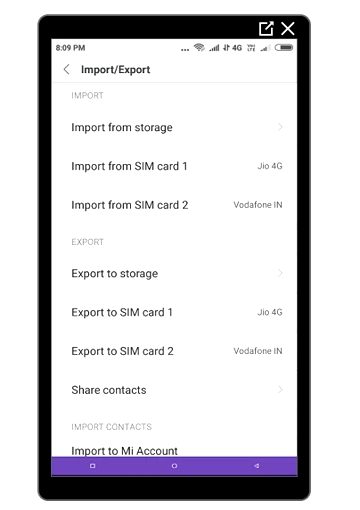 8:09 PM ... 4G VoLTE
Import/Export
IMPORT
Import from storage
Import from SIM card 1 Jio 4G
Import from SIM card 2 Vodafone IN
EXPORT
Export to storage
Export to SIM card 1 Jio 4G
Export to SIM card 2 Vodafone IN
Share contacts
IMPORT CONTACTS
Import to Mi Account